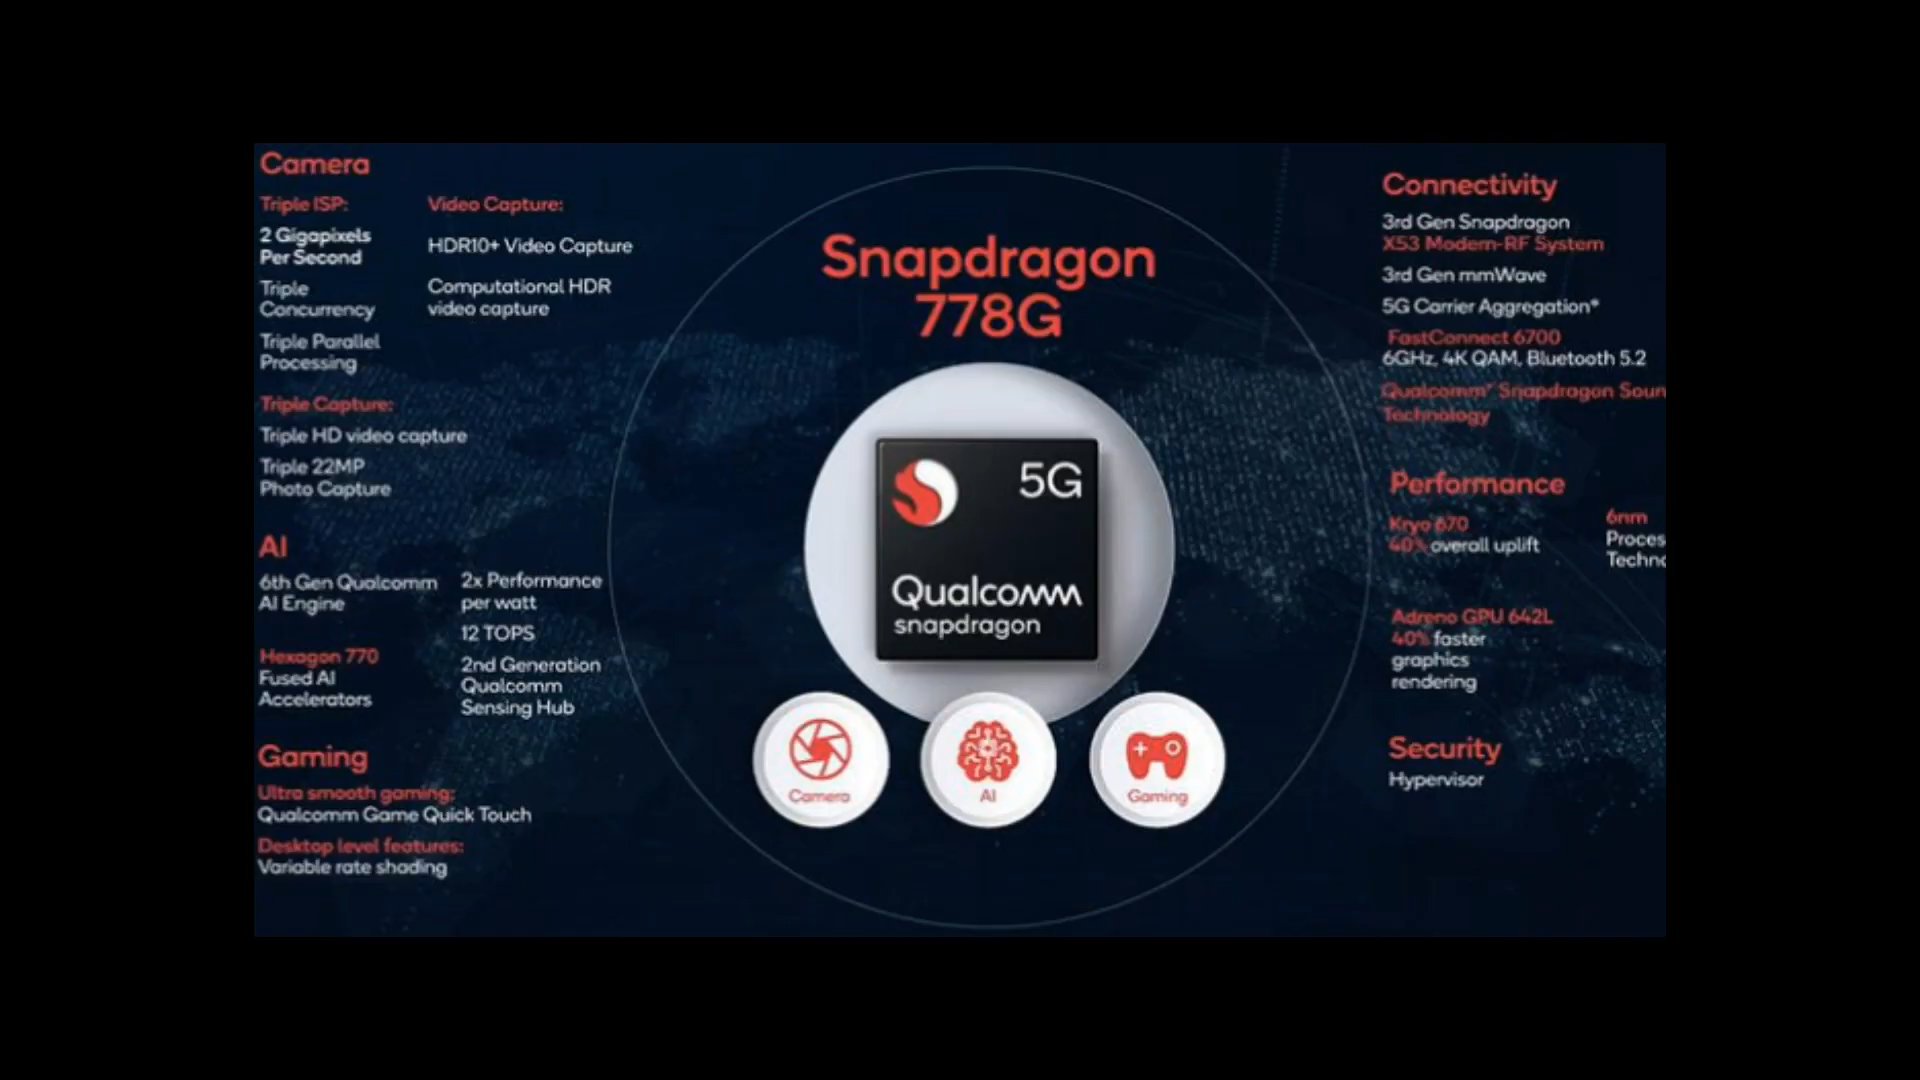 Camera
Triple ISP:
2 Gigapixels
Per Second
Triple
Concurrency
Triple Parallel
Processing
Video Capture:
HDR10+ Video Capture
Computational HDR
video capture
Triple Capture:
Triple HD video capture
Triple 22MP
Photo Capture
AI
6th Gen Qualcomm
AI Engine
Hexagon 770
Fused AI
Accelerators
2x Performance
per watt
12 TOPS
2nd Generation
Qualcomm
Sensing Hub
Gaming
Ultra smooth gaming:
Qualcomm Game Quick Touch
Desktop level features:
Variable rate shading
Snapdragon
778G
5G
Qualcomm
snapdragon
Camera
AI
Gaming
Connectivity
3rd Gen Snapdragon
X53 Modem-RF System
3rd Gen mmWave
5G Carrier Aggregation*
FastConnect 6700
6GHz, 4K QAM, Bluetooth 5.2
Qualcomm® Snapdragon Soun
Technology
Performance
Kryo 670
40% overall uplift
6nm
Proces
Techno
Adreno GPU 642L
40% faster
graphics
rendering
Security
Hypervisor